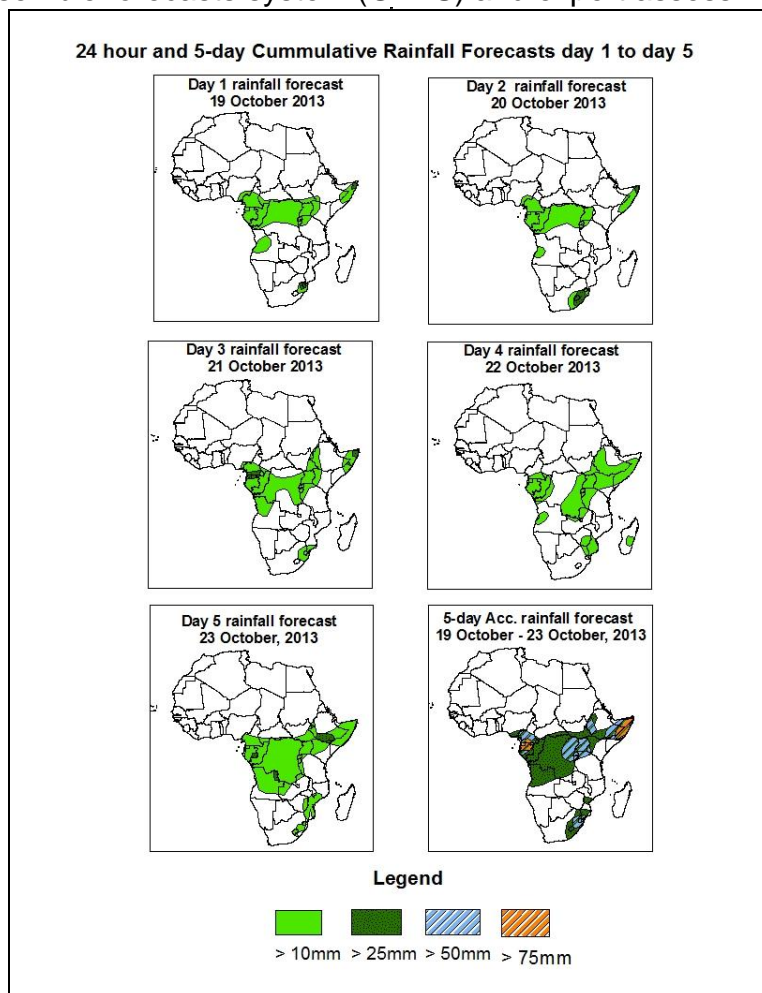 24 hour and 5-day Cummulative Rainfall Forecasts day 1 to day 5
Day 1 rainfall forecast
19 October 2013
Day 2 rainfall forecast
20 October 2013
Day 3 rainfall forecast
21 October 2013
Day 4 rainfall forecast
22 October 2013
Day 5 rainfall forecast
23 October, 2013
5-day Acc. rainfall forecast
19 October - 23 October, 2013
Legend
> 10mm > 25mm > 50mm > 75mm